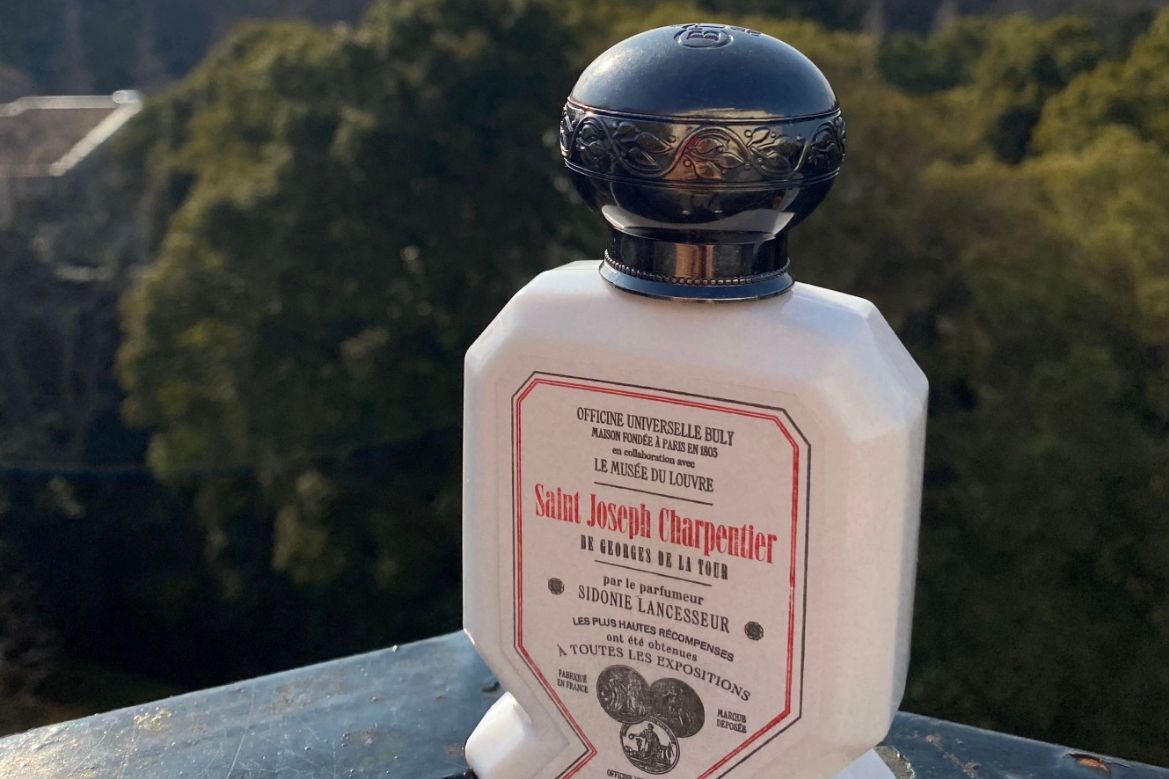 OFFICINE UNIVERSELLE BULY
MAISON FONDÉE À PARIS EN 1803
en collaboration avec
LE MUSÉE DU LOUVRE
Saint Joseph Charpentier
DE GEORGES DE LA TOUR
par le parfumeur
SIDONIE LANCESSEUR
LES PLUS HAUTES RÉCOMPENSES
ont été obtenues
À TOUTES LES EXPOSITIONS
FABRIQUÉ
EN FRANCE
MARQUE
DÉPOSÉE